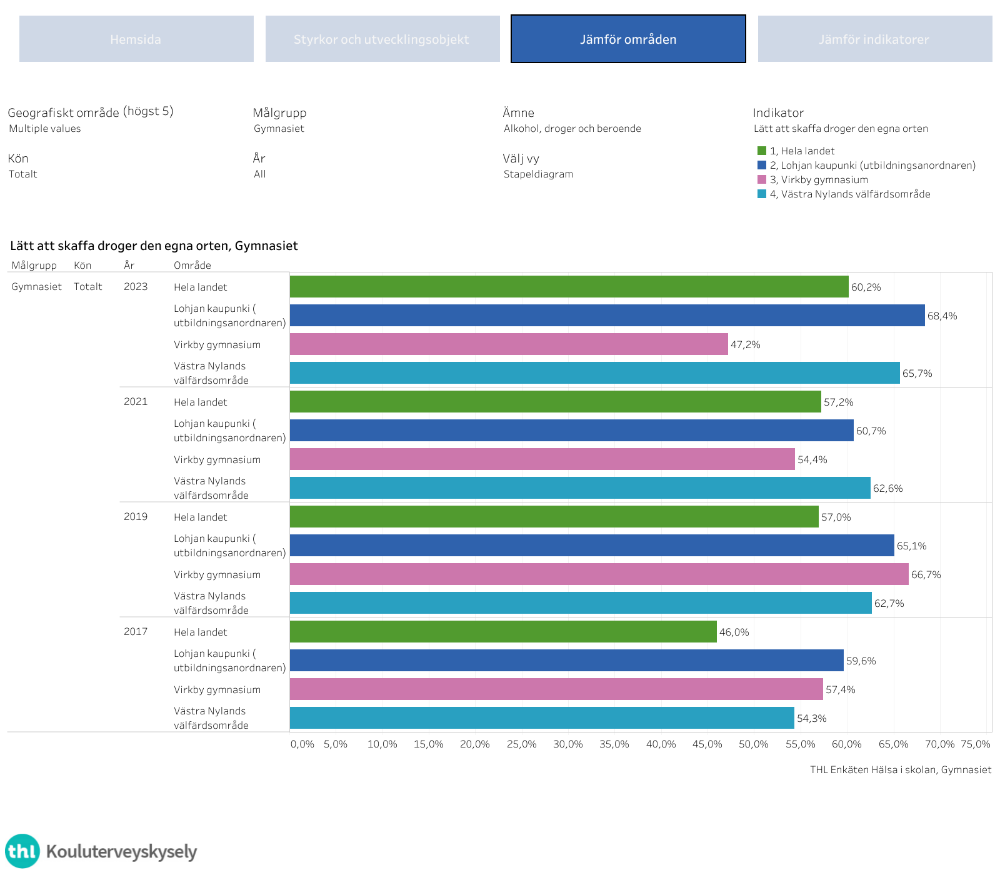 Hemsida
Styrkor och utvecklingsobjekt
Jämför områden
Jämför indikatorer
Geografiskt område (högst 5)
Multiple values
Målgrupp
Gymnasiet
Ämne
Alkohol, droger och beroende
Indikator
Lätt att skaffa droger den egna orten
Kön
Totalt
År
All
Välj vy
Stapeldiagram
1, Hela landet
2, Lohjan kaupunki (utbildningsanordnaren)
3, Virkby gymnasium
4, Västra Nylands välfärdsområde
Lätt att skaffa droger den egna orten, Gymnasiet
Målgrupp Kön År Område
Gymnasiet Totalt 2023 Hela landet 60,2%
Lohjan kaupunki (
utbildningsanordnaren) 68,4%
Virkby gymnasium 47,2%
Västra Nylands
välfärdsområde 65,7%
2021 Hela landet 57,2%
Lohjan kaupunki (
utbildningsanordnaren) 60,7%
Virkby gymnasium 54,4%
Västra Nylands
välfärdsområde 62,6%
2019 Hela landet 57,0%
Lohjan kaupunki (
utbildningsanordnaren) 65,1%
Virkby gymnasium 66,7%
Västra Nylands
välfärdsområde 62,7%
2017 Hela landet 46,0%
Lohjan kaupunki (
utbildningsanordnaren) 59,6%
Virkby gymnasium 57,4%
Västra Nylands
välfärdsområde 54,3%
0,0% 5,0% 10,0% 15,0% 20,0% 25,0% 30,0% 35,0% 40,0% 45,0% 50,0% 55,0% 60,0% 65,0% 70,0% 75,0%
THL Enkäten Hälsa i skolan, Gymnasiet
thl Kouluterveyskysely